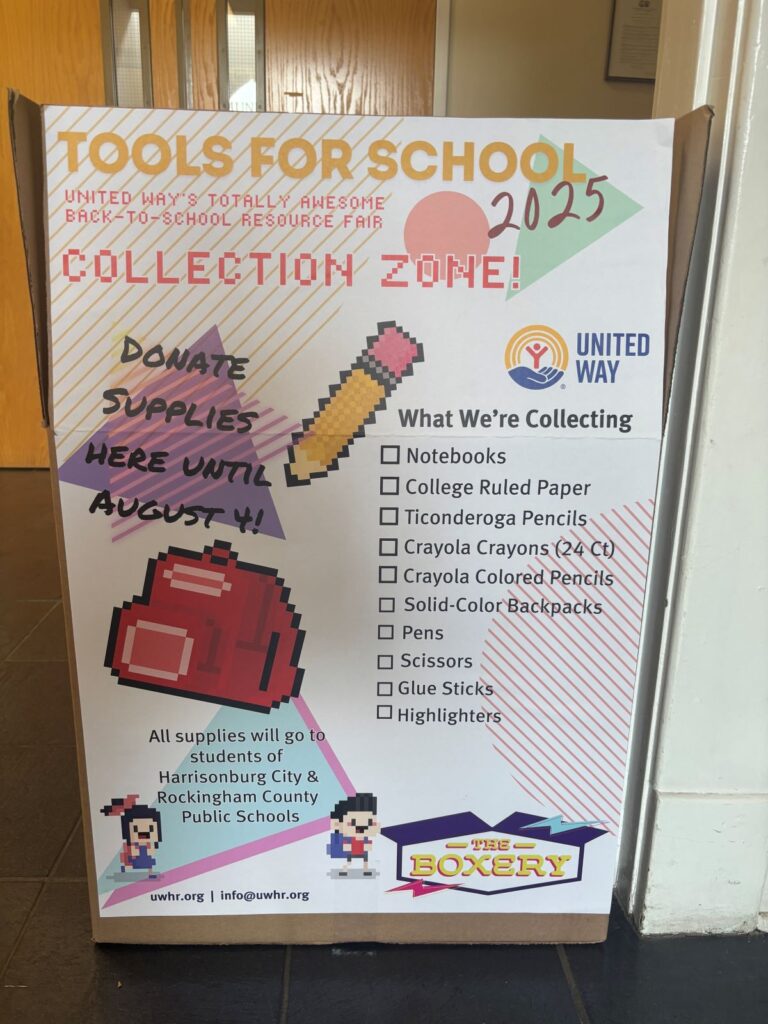 TOOLS FOR SCHOOL
2025
UNITED WAY'S TOTALLY AWESOME
BACK-TO-SCHOOL RESOURCE FAIR
COLLECTION ZONE!
DONATE
SUPPLIES
HERE UNTIL
AUGUST 4!
UNITED
WAY
What We're Collecting
Notebooks
College Ruled Paper
Ticonderoga Pencils
Crayola Crayons (24 Ct)
Crayola Colored Pencils
Solid-Color Backpacks
Pens
Scissors
Glue Sticks
Highlighters
All supplies will go to
students of
Harrisonburg City &
Rockingham County
Public Schools
uwhr.org | info@uwhr.org
THE
BOXERY